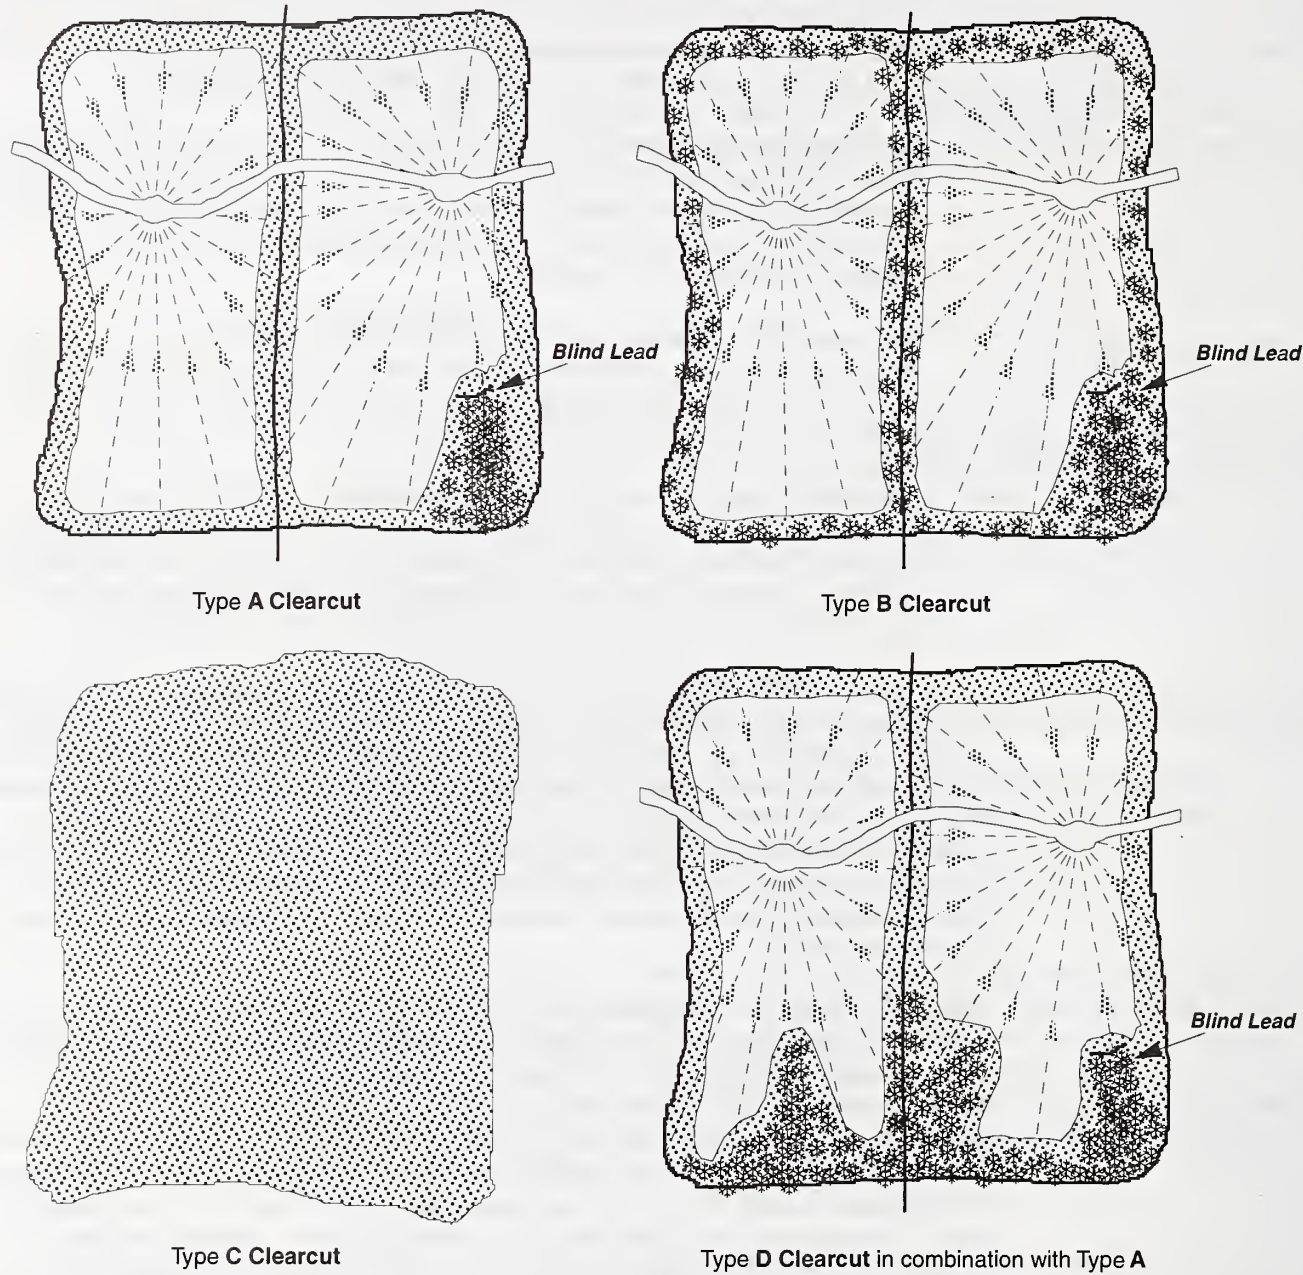 Blind Lead
Blind Lead
Type A Clearcut
Type B Clearcut
Blind Lead
Type C Clearcut
Type D Clearcut in combination with Type A